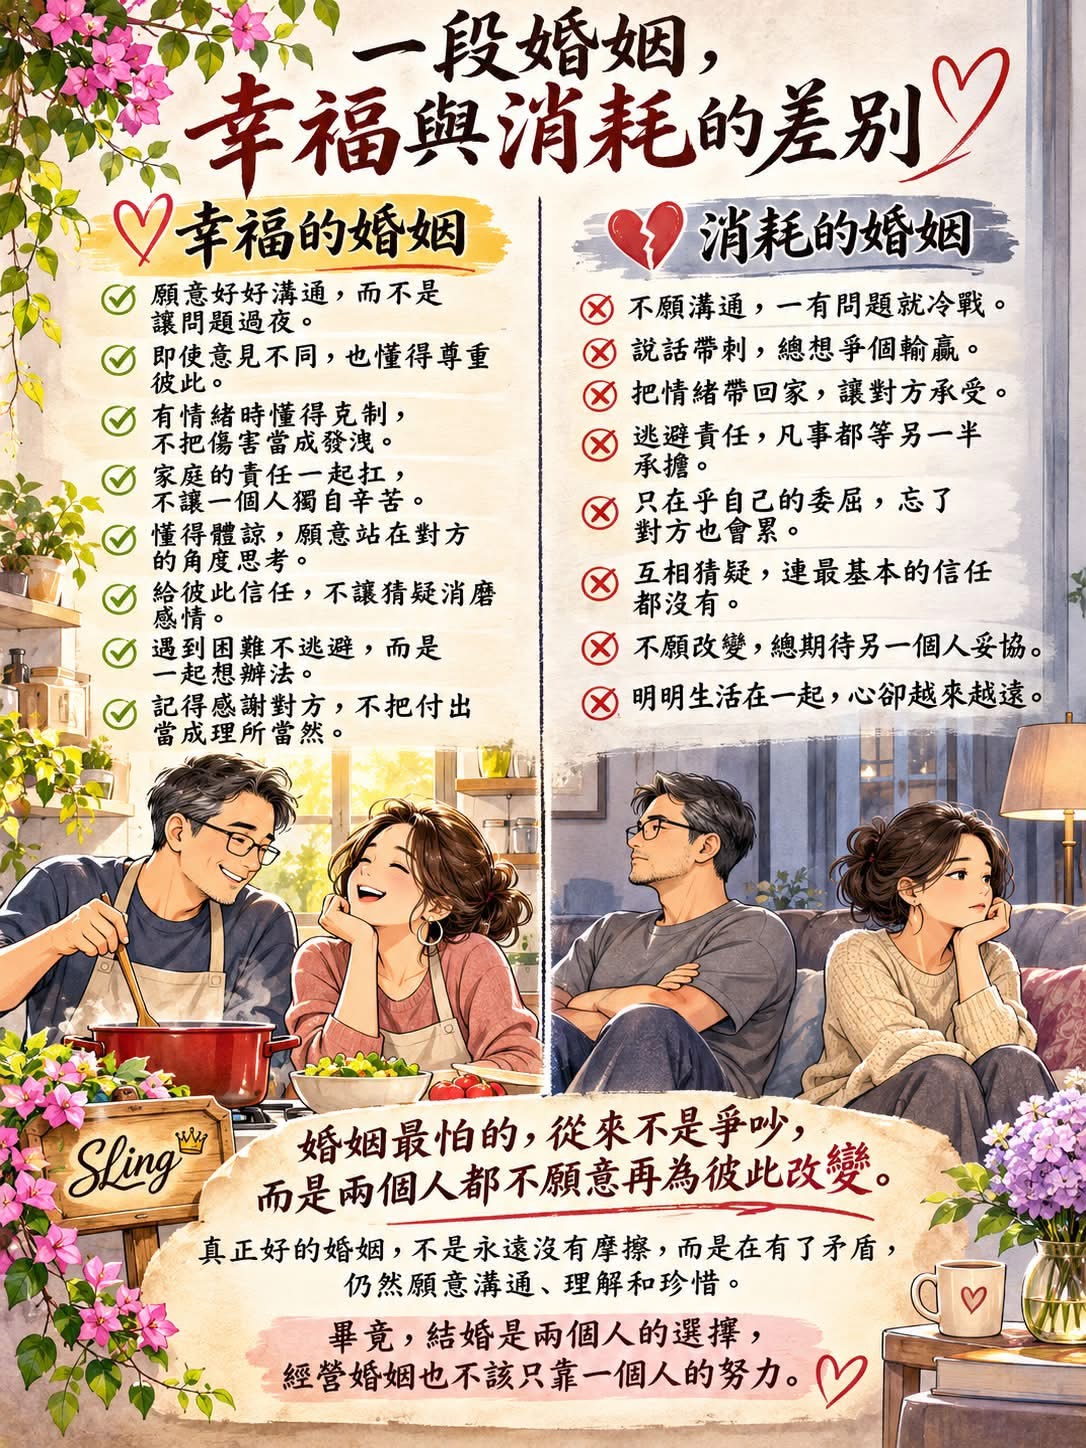 一段婚姻，
幸福與消耗的差別
幸福的婚姻
願意好好溝通，而不是
讓問題過夜。
即使意見不同，也懂得尊重
彼此。
有情緒時懂得克制，
不把傷害當成發洩。
家庭的責任一起扛，
不讓一個人獨自辛苦。
懂得體諒，願意站在對方
的角度思考。
給彼此信任，不讓猜疑消磨
感情。
遇到困難不逃避，而是
一起想辦法。
記得感謝對方，不把付出
當成理所當然。
消耗的婚姻
不願溝通，一有問題就冷戰。
說話帶刺，總想爭個輸贏。
把情緒帶回家，讓對方承受。
逃避責任，凡事都等另一半
承擔。
只在乎自己的委屈，忘了
對方也會累。
互相猜疑，連最基本的信任
都沒有。
不願改變，總期待另一個人妥協。
明明生活在一起，心卻越來越遠。
SLing
婚姻最怕的，從來不是爭吵，
而是兩個人都不願意再為彼此改變。
真正好的婚姻，不是永遠沒有摩擦，而是在有了矛盾，
仍然願意溝通、理解和珍惜。
畢竟，結婚是兩個人的選擇，
經營婚姻也不該只靠一個人的努力。